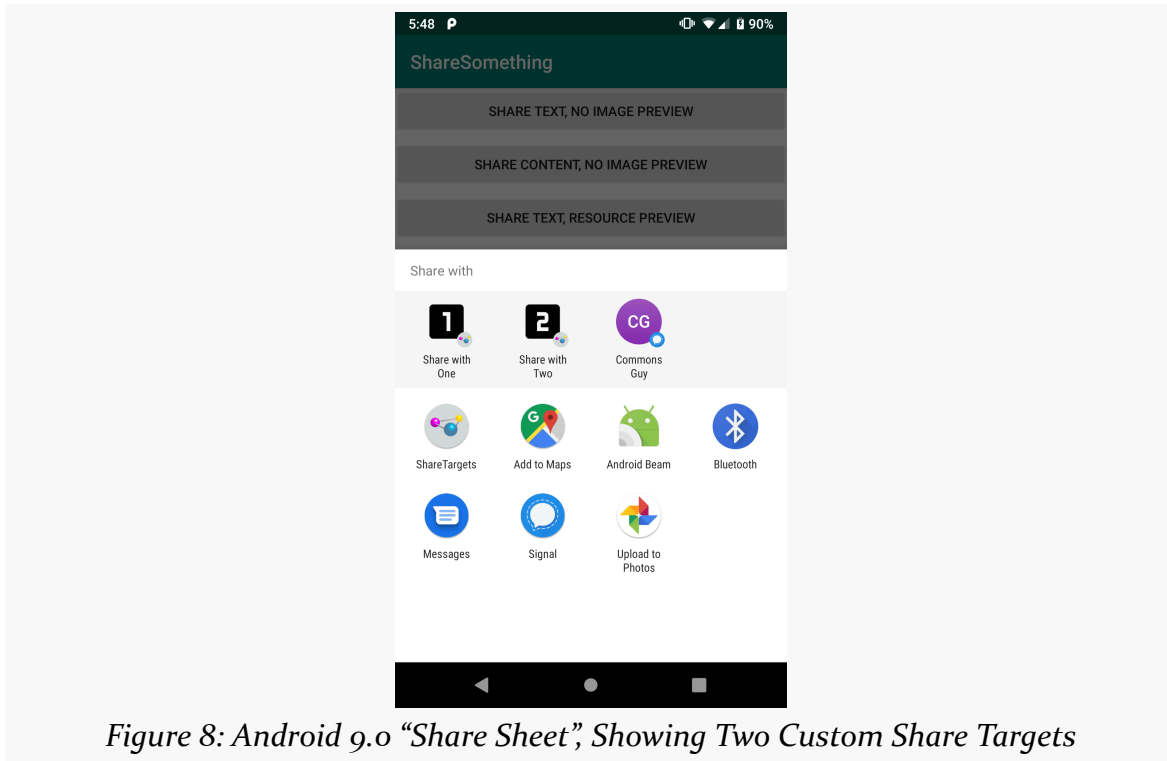 5:48 90%
ShareSomething
SHARE TEXT, NO IMAGE PREVIEW
SHARE CONTENT, NO IMAGE PREVIEW
SHARE TEXT, RESOURCE PREVIEW
Share with
1 2 CG
Share with Share with Commons
One Two Guy
G
ShareTargets Add to Maps Android Beam Bluetooth
Messages Signal Upload to
Photos
Figure 8: Android 9.0 “Share Sheet”, Showing Two Custom Share Targets